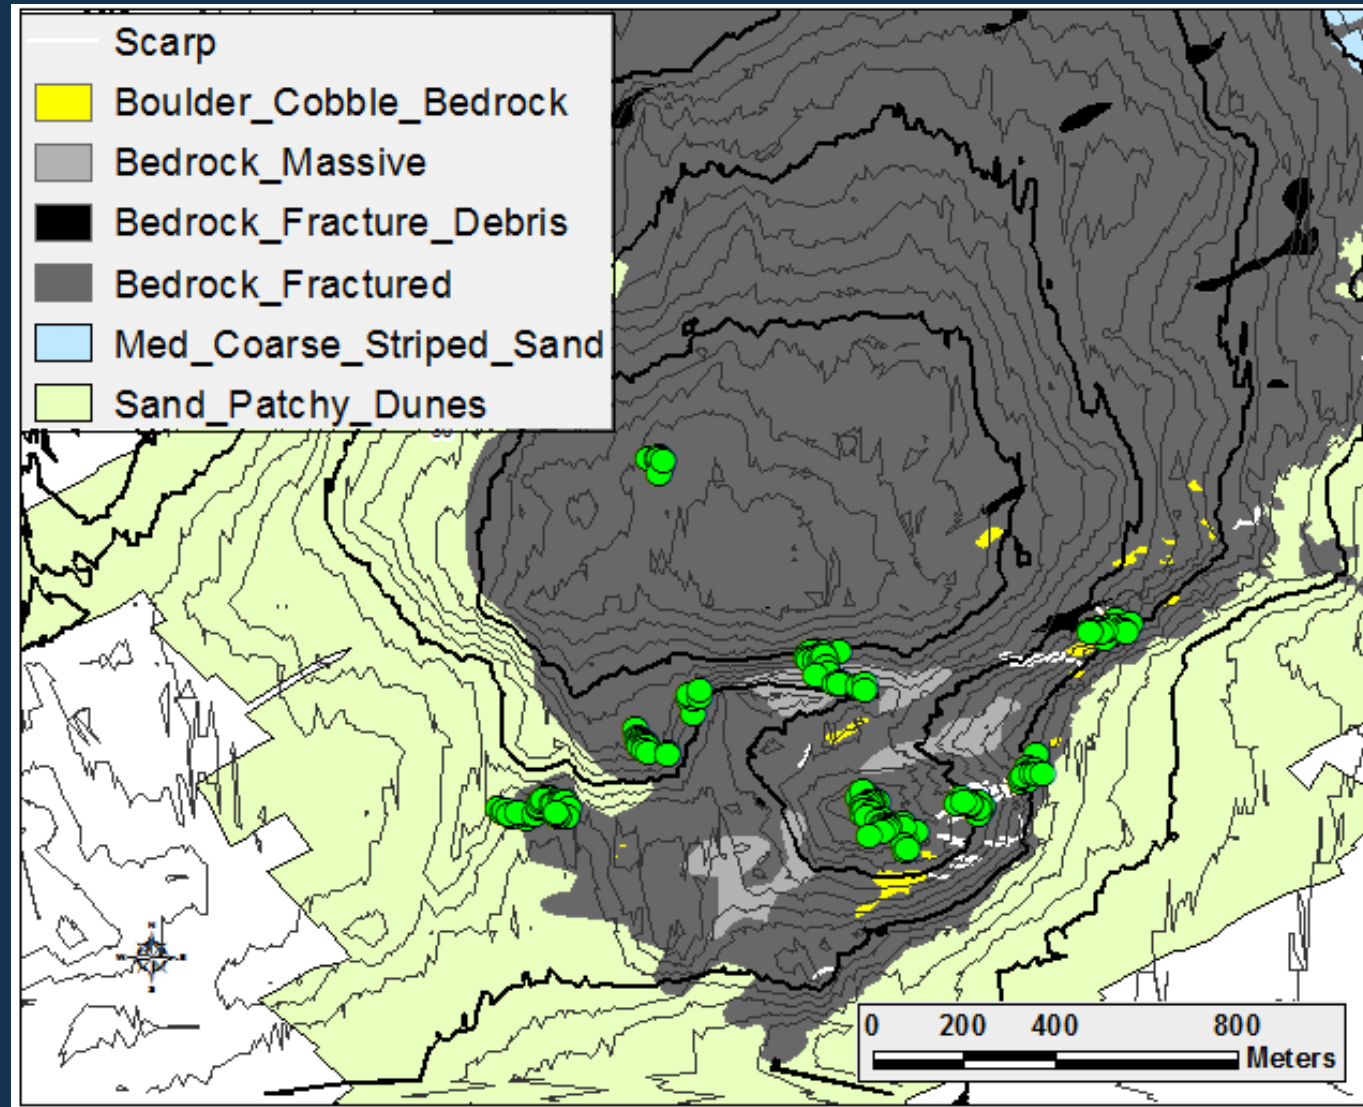 Scarp
Boulder_Cobble_Bedrock
Bedrock_Massive
Bedrock_Fracture_Debris
Bedrock_Fractured
Med_Coarse_Striped_Sand
Sand_Patchy_Dunes
N
W E
S
0 200 400 800
Meters